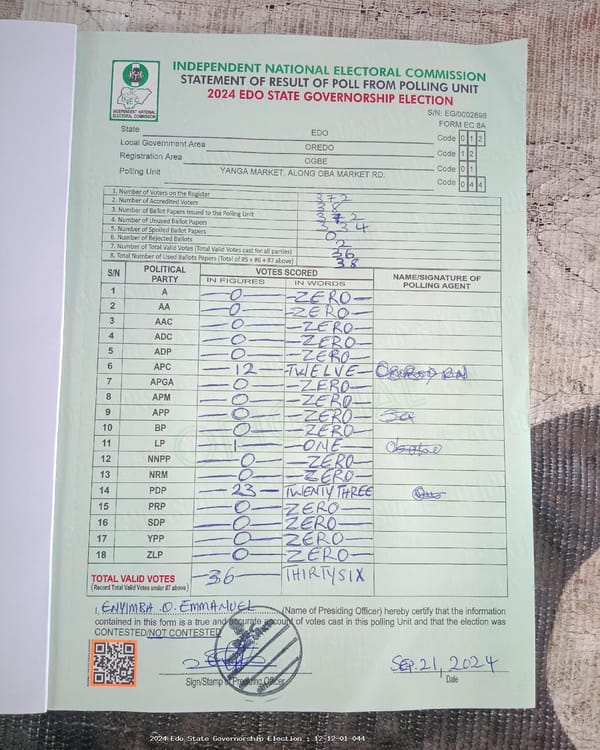 INDEPENDENT NATIONAL ELECTORAL COMMISSION
STATEMENT OF RESULT OF POLL FROM POLLING UNIT
2024 EDO STATE GOVERNORSHIP ELECTION
INEC
INDEPENDENT NATIONAL ELECTORAL COMMISSION
S/N: EG/0002698
FORM EC 8A
State EDO Code 0 1 2
Local Government Area OREDO Code 1 2
Registration Area OGBE Code 0 1
Polling Unit YANGA MARKET, ALONG OBA MARKET RD. Code 0 4 4
1. Number of Voters on the Register 372
2. Number of Accredited Voters 38
3. Number of Ballot Papers Issued to the Polling Unit 372
4. Number of Unused Ballot Papers 334
5. Number of Spoiled Ballot Papers 0
6. Number of Rejected Ballots 2
7. Number of Total Valid Votes (Total Valid Votes cast for all parties) 36
8. Total Number of Used Ballots Papers (Total of #5 + #6 + #7 above) 38
S/N POLITICAL PARTY VOTES SCORED NAME/SIGNATURE OF POLLING AGENT
IN FIGURES IN WORDS
1 A 0 ZERO
2 AA 0 ZERO
3 AAC 0 ZERO
4 ADC 0 ZERO
5 ADP 0 ZERO
6 APC 12 TWELVE
7 APGA 0 ZERO
8 APM 0 ZERO
9 APP 0 ZERO
10 BP 0 ZERO
11 LP 1 ONE
12 NNPP 0 ZERO
13 NRM 0 ZERO
14 PDP 23 TWENTY THREE
15 PRP 0 ZERO
16 SDP 0 ZERO
17 YPP 0 ZERO
18 ZLP 0 ZERO
TOTAL VALID VOTES 36 THIRTY SIX
(Record Total Valid Votes under #7 above)
I, ENYIMBA O. EMMANUEL (Name of Presiding Officer) hereby certify that the information
contained in this form is a true and accurate account of votes cast in this polling Unit and that the election was
CONTESTED/NOT CONTESTED
SEP. 21, 2024
Sign/Stamp of Presiding Officer Date
2024 Edo State Governorship Election : 12-12-01-044